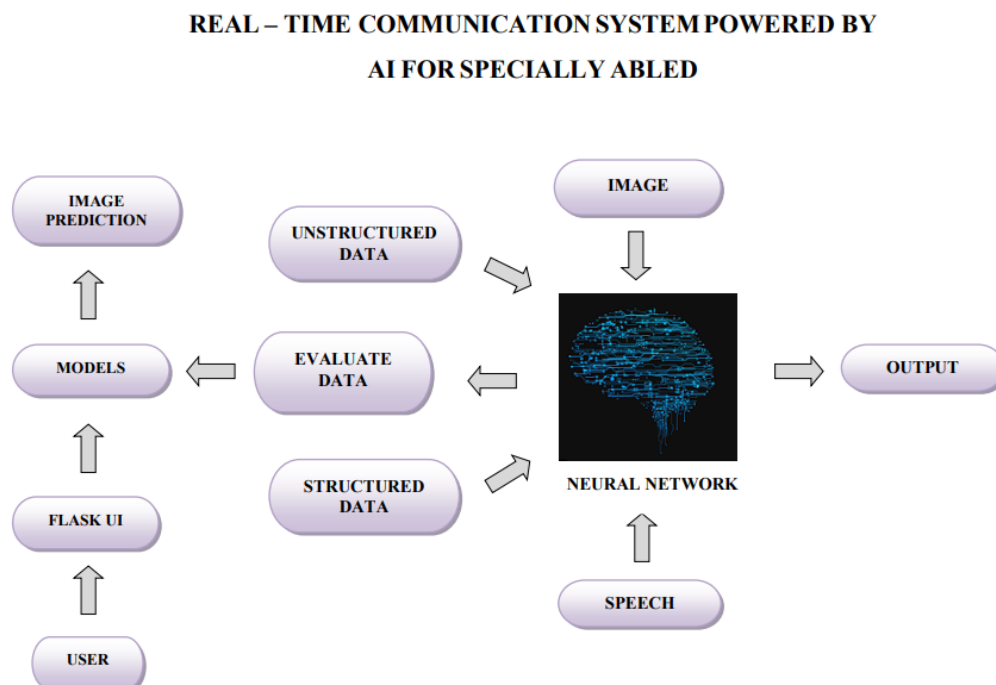 REAL – TIME COMMUNICATION SYSTEM POWERED BY
AI FOR SPECIALLY ABLED
IMAGE
PREDICTION
UNSTRUCTURED
DATA
IMAGE
MODELS
EVALUATE
DATA
OUTPUT
FLASK UI
STRUCTURED
DATA
NEURAL NETWORK
SPEECH
USER